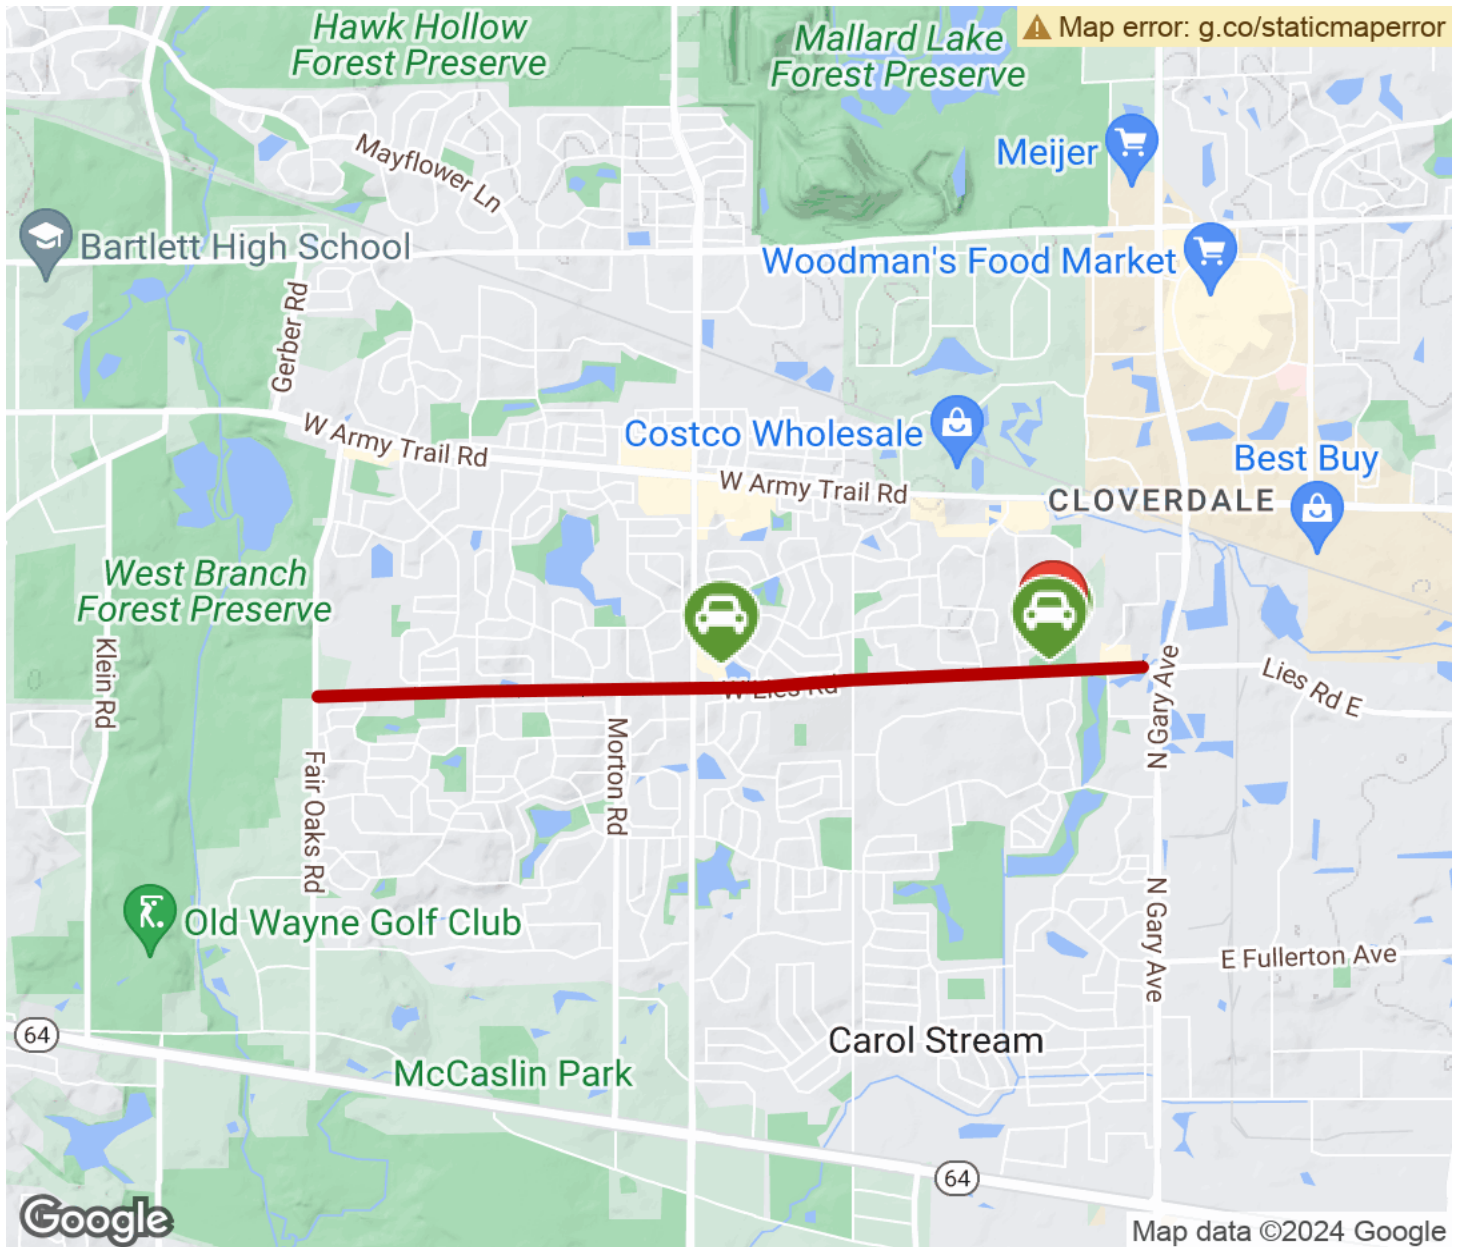 Hawk Hollow
Forest Preserve
Mallard Lake
Forest Preserve
Map error: g.co/staticmaperror
Mayflower Ln
Meijer
Bartlett High School
Woodman's Food Market
Gerber Rd
W Army Trail Rd
Costco Wholesale
Best Buy
W Army Trail Rd
CLOVERDALE
West Branch
Forest Preserve
Klein Rd
W Lies Rd
N Gary Ave
Lies Rd E
Fair Oaks Rd
Morton Rd
Old Wayne Golf Club
N Gary Ave
E Fullerton Ave
64
Carol Stream
McCaslin Park
64
Google
Map data ©2024 Google